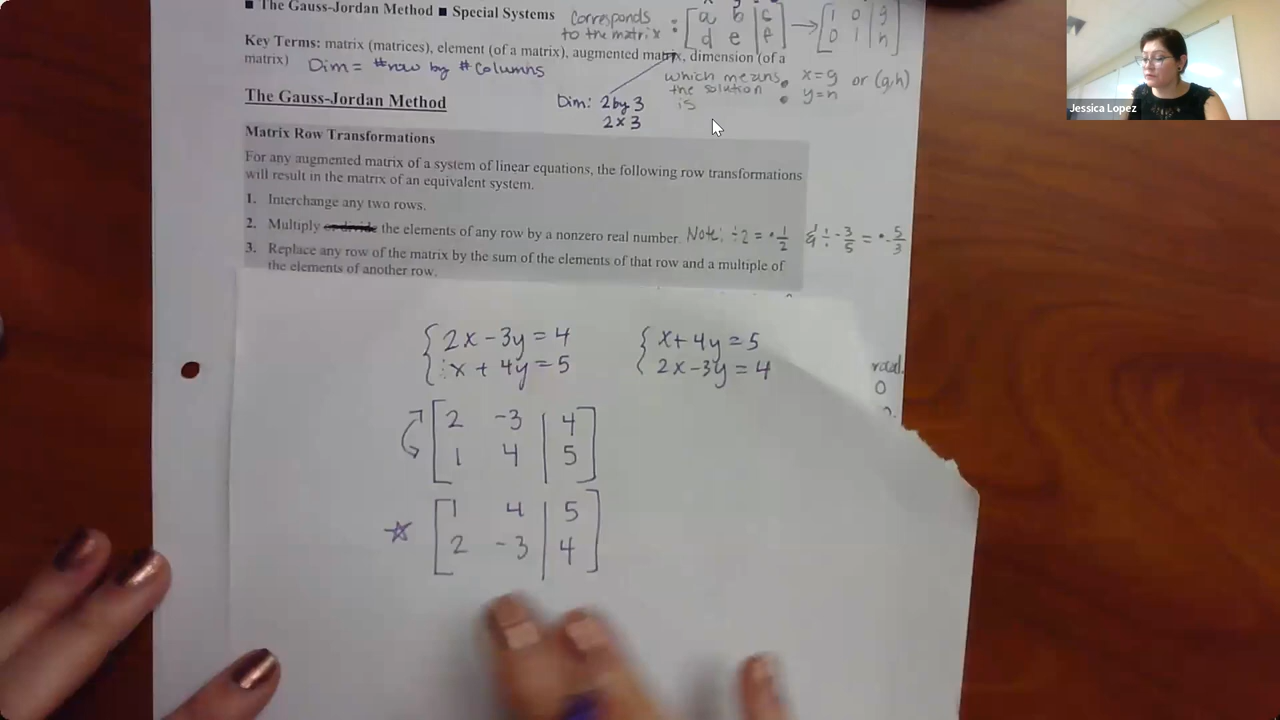 ■ The Gauss-Jordan Method ■ Special Systems
Corresponds to the matrix : [a b | c
d e | f] → [1 0 | g
0 1 | h]
Key Terms: matrix (matrices), element (of a matrix), augmented matrix, dimension (of a
matrix) Dim = #row by #columns
which means the solution is
• x=g or (g,h)
• y=h
Dim: 2 by 3
2 x 3
The Gauss-Jordan Method
Matrix Row Transformations
For any augmented matrix of a system of linear equations, the following row transformations
will result in the matrix of an equivalent system.
1. Interchange any two rows.
2. Multiply the elements of any row by a nonzero real number. Note: ÷2 = · 1/2 ÷ -3/5 = · -5/3
3. Replace any row of the matrix by the sum of the elements of that row and a multiple of
the elements of another row.
{2x - 3y = 4
x + 4y = 5
{x + 4y = 5
2x - 3y = 4
[2 -3 | 4
1 4 | 5]
[1 4 | 5
2 -3 | 4]
0
Jessica Lopez